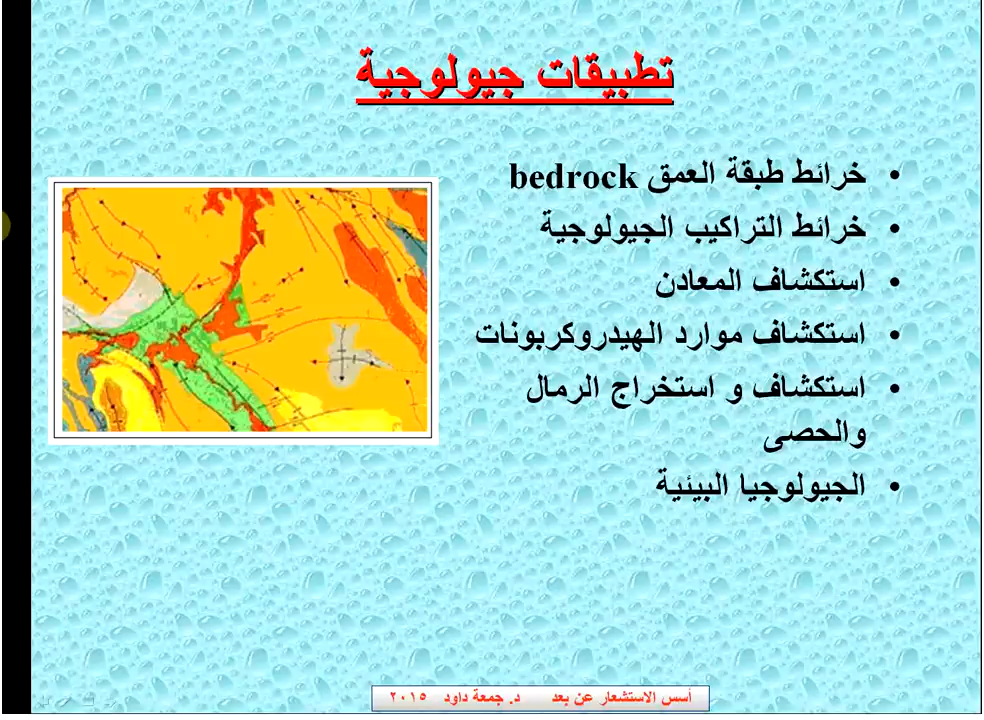 تطبيقات جيولوجية
• خرائط طبقة العمق bedrock
• خرائط التراكيب الجيولوجية
• استكشاف المعادن
• استكشاف موارد الهيدروكربونات
• استكشاف و استخراج الرمال
والحصى
• الجيولوجيا البيئية
أسس الاستشعار عن بعد د. جمعة داود ٢٠١٥